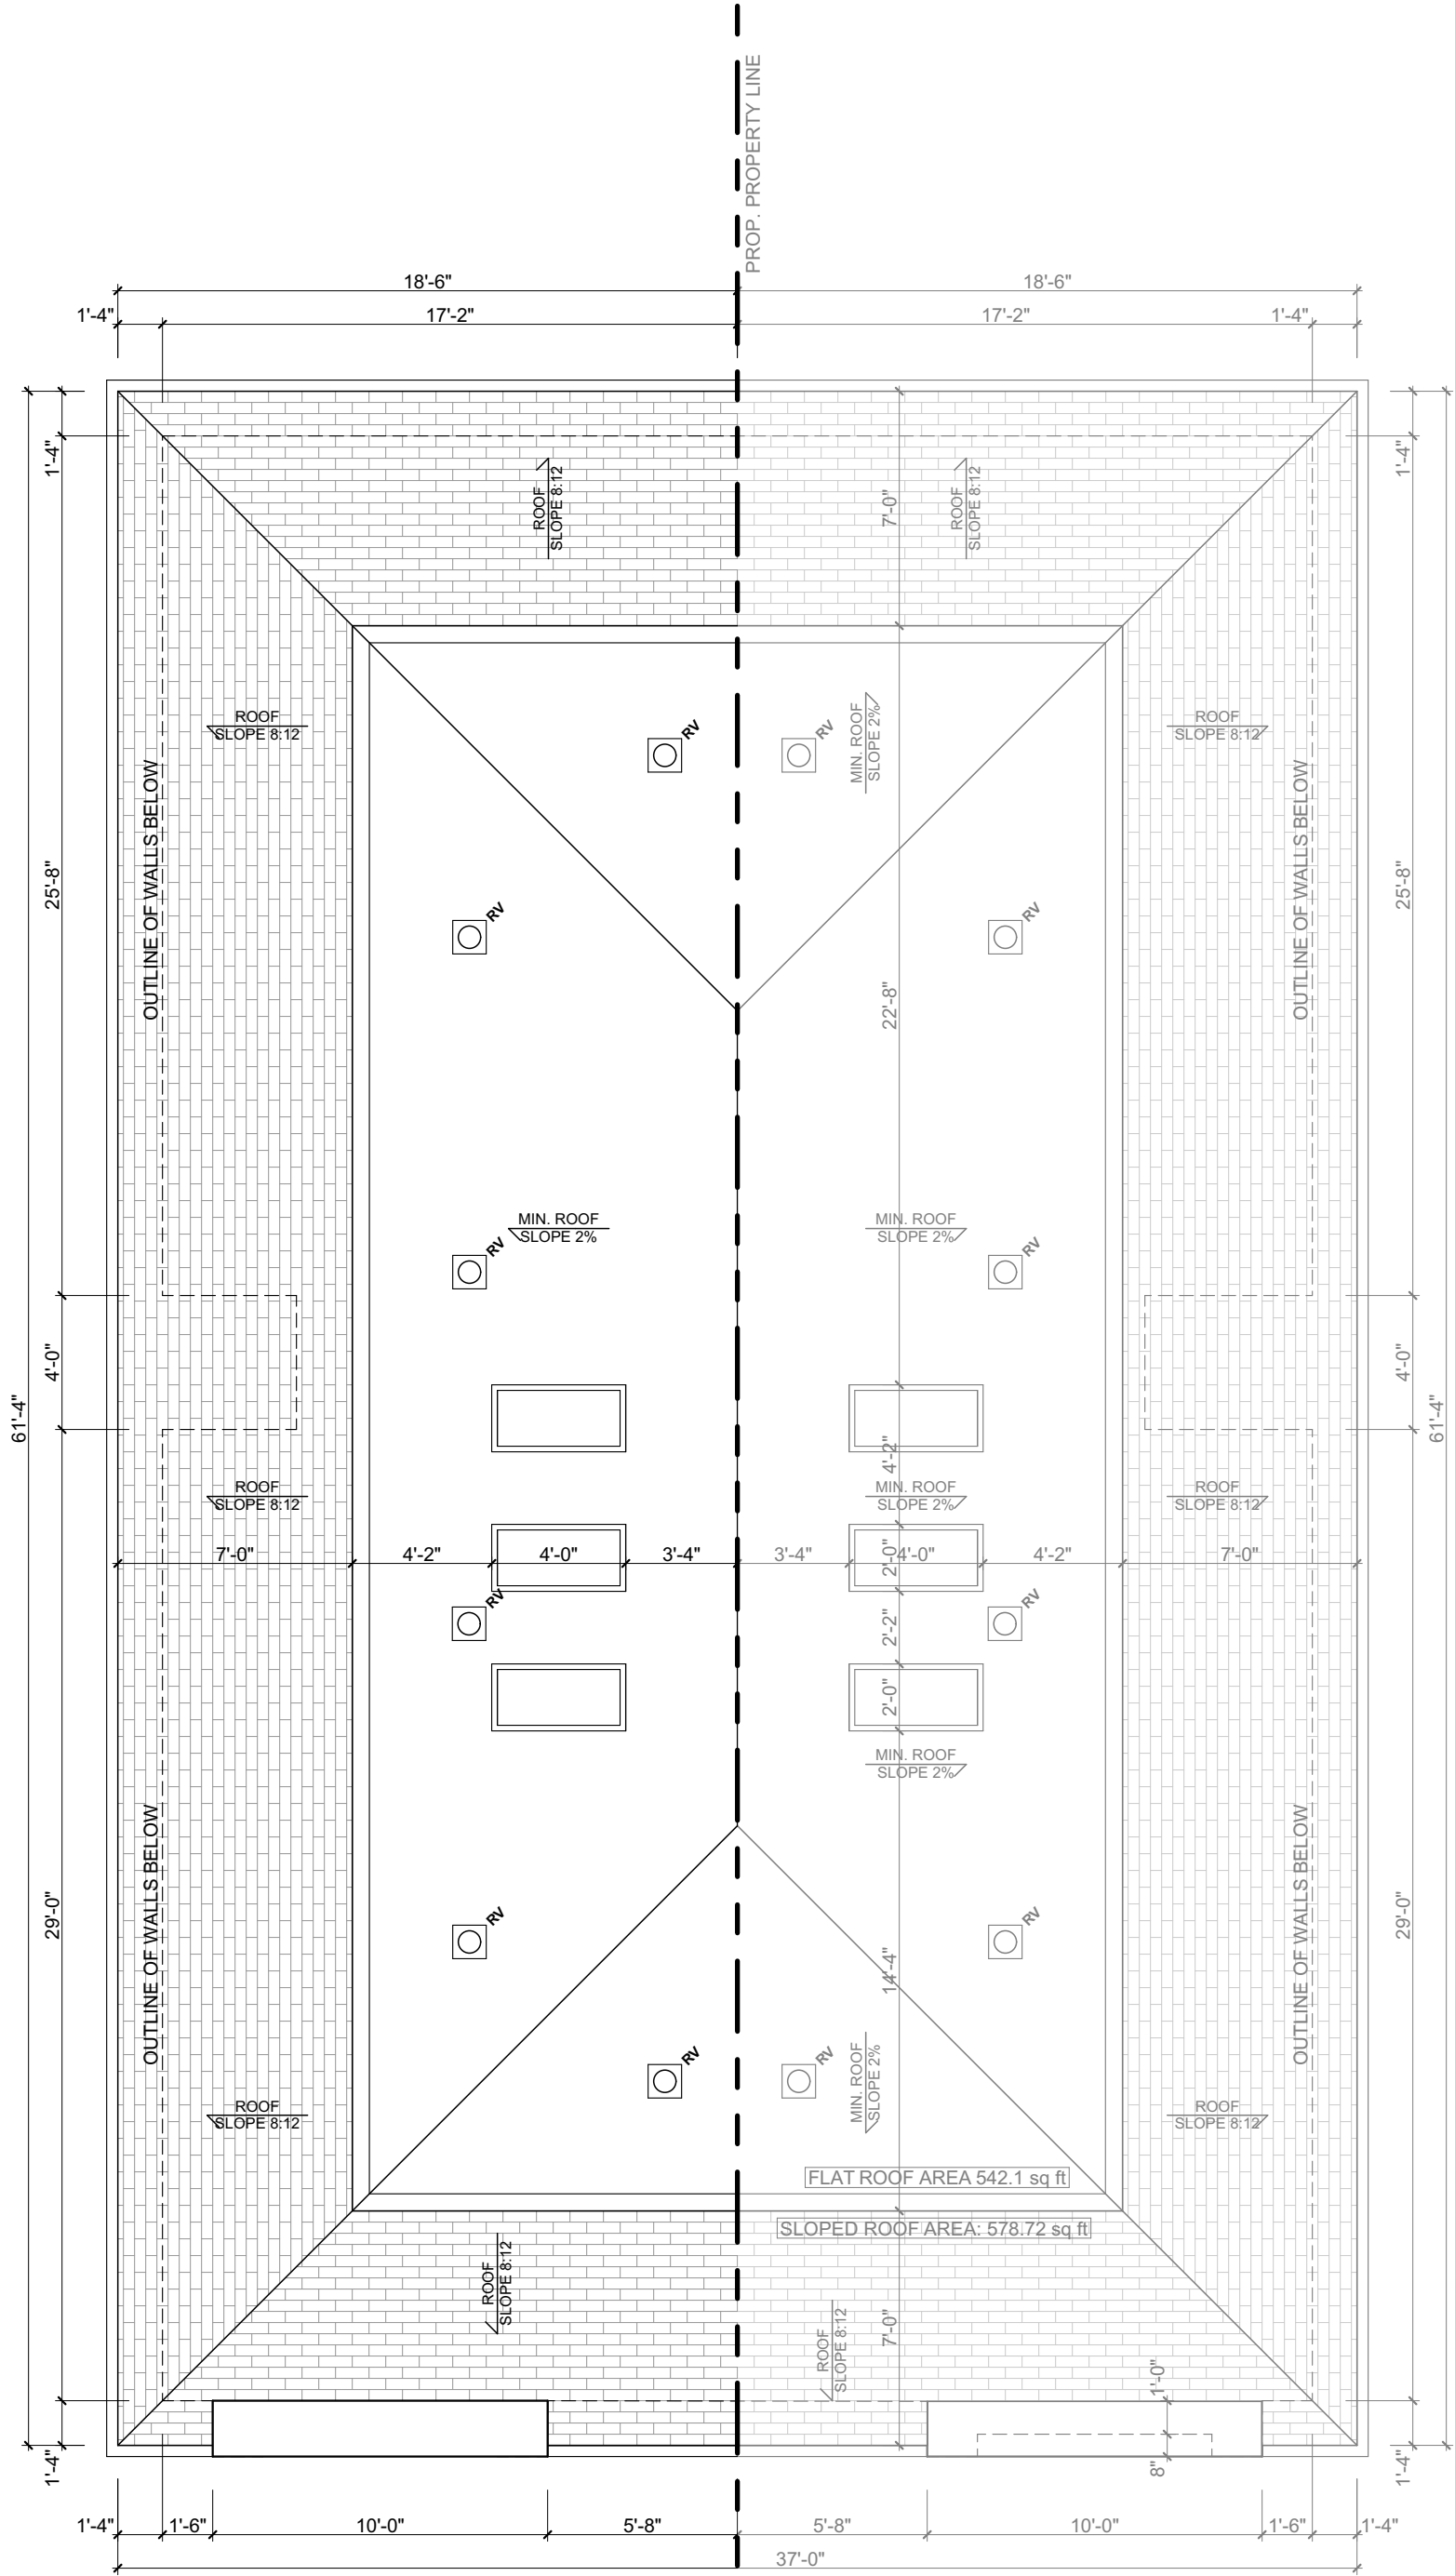 PROP. PROPERTY LINE
18'-6"
18'-6"
1'-4"
17'-2"
17'-2"
1'-4"
1'-4"
1'-4"
ROOF
SLOPE 8:12
7'-0"
ROOF
SLOPE 8:12
ROOF
SLOPE 8:12
RV
RV
MIN. ROOF
SLOPE 2%
ROOF
SLOPE 8:12
OUTLINE OF WALLS BELOW
OUTLINE OF WALLS BELOW
25'-8"
25'-8"
RV
RV
22'-8"
MIN. ROOF
SLOPE 2%
MIN. ROOF
SLOPE 2%
RV
RV
4'-0"
4'-0"
61'-4"
61'-4"
4'-2"
ROOF
SLOPE 8:12
MIN. ROOF
SLOPE 2%
ROOF
SLOPE 8:12
7'-0"
4'-2"
4'-0"
3'-4"
3'-4"
4'-0"
4'-2"
7'-0"
2'-0"
RV
RV
2'-2"
2'-0"
MIN. ROOF
SLOPE 2%
OUTLINE OF WALLS BELOW
OUTLINE OF WALLS BELOW
29'-0"
29'-0"
RV
RV
14'-4"
RV
RV
MIN. ROOF
SLOPE 2%
ROOF
SLOPE 8:12
ROOF
SLOPE 8:12
FLAT ROOF AREA 542.1 sq ft
SLOPED ROOF AREA: 578.72 sq ft
ROOF
SLOPE 8:12
ROOF
SLOPE 8:12
7'-0"
1'-0"
8"
1'-4"
1'-4"
1'-4"
1'-6"
10'-0"
5'-8"
5'-8"
10'-0"
1'-6"
1'-4"
37'-0"